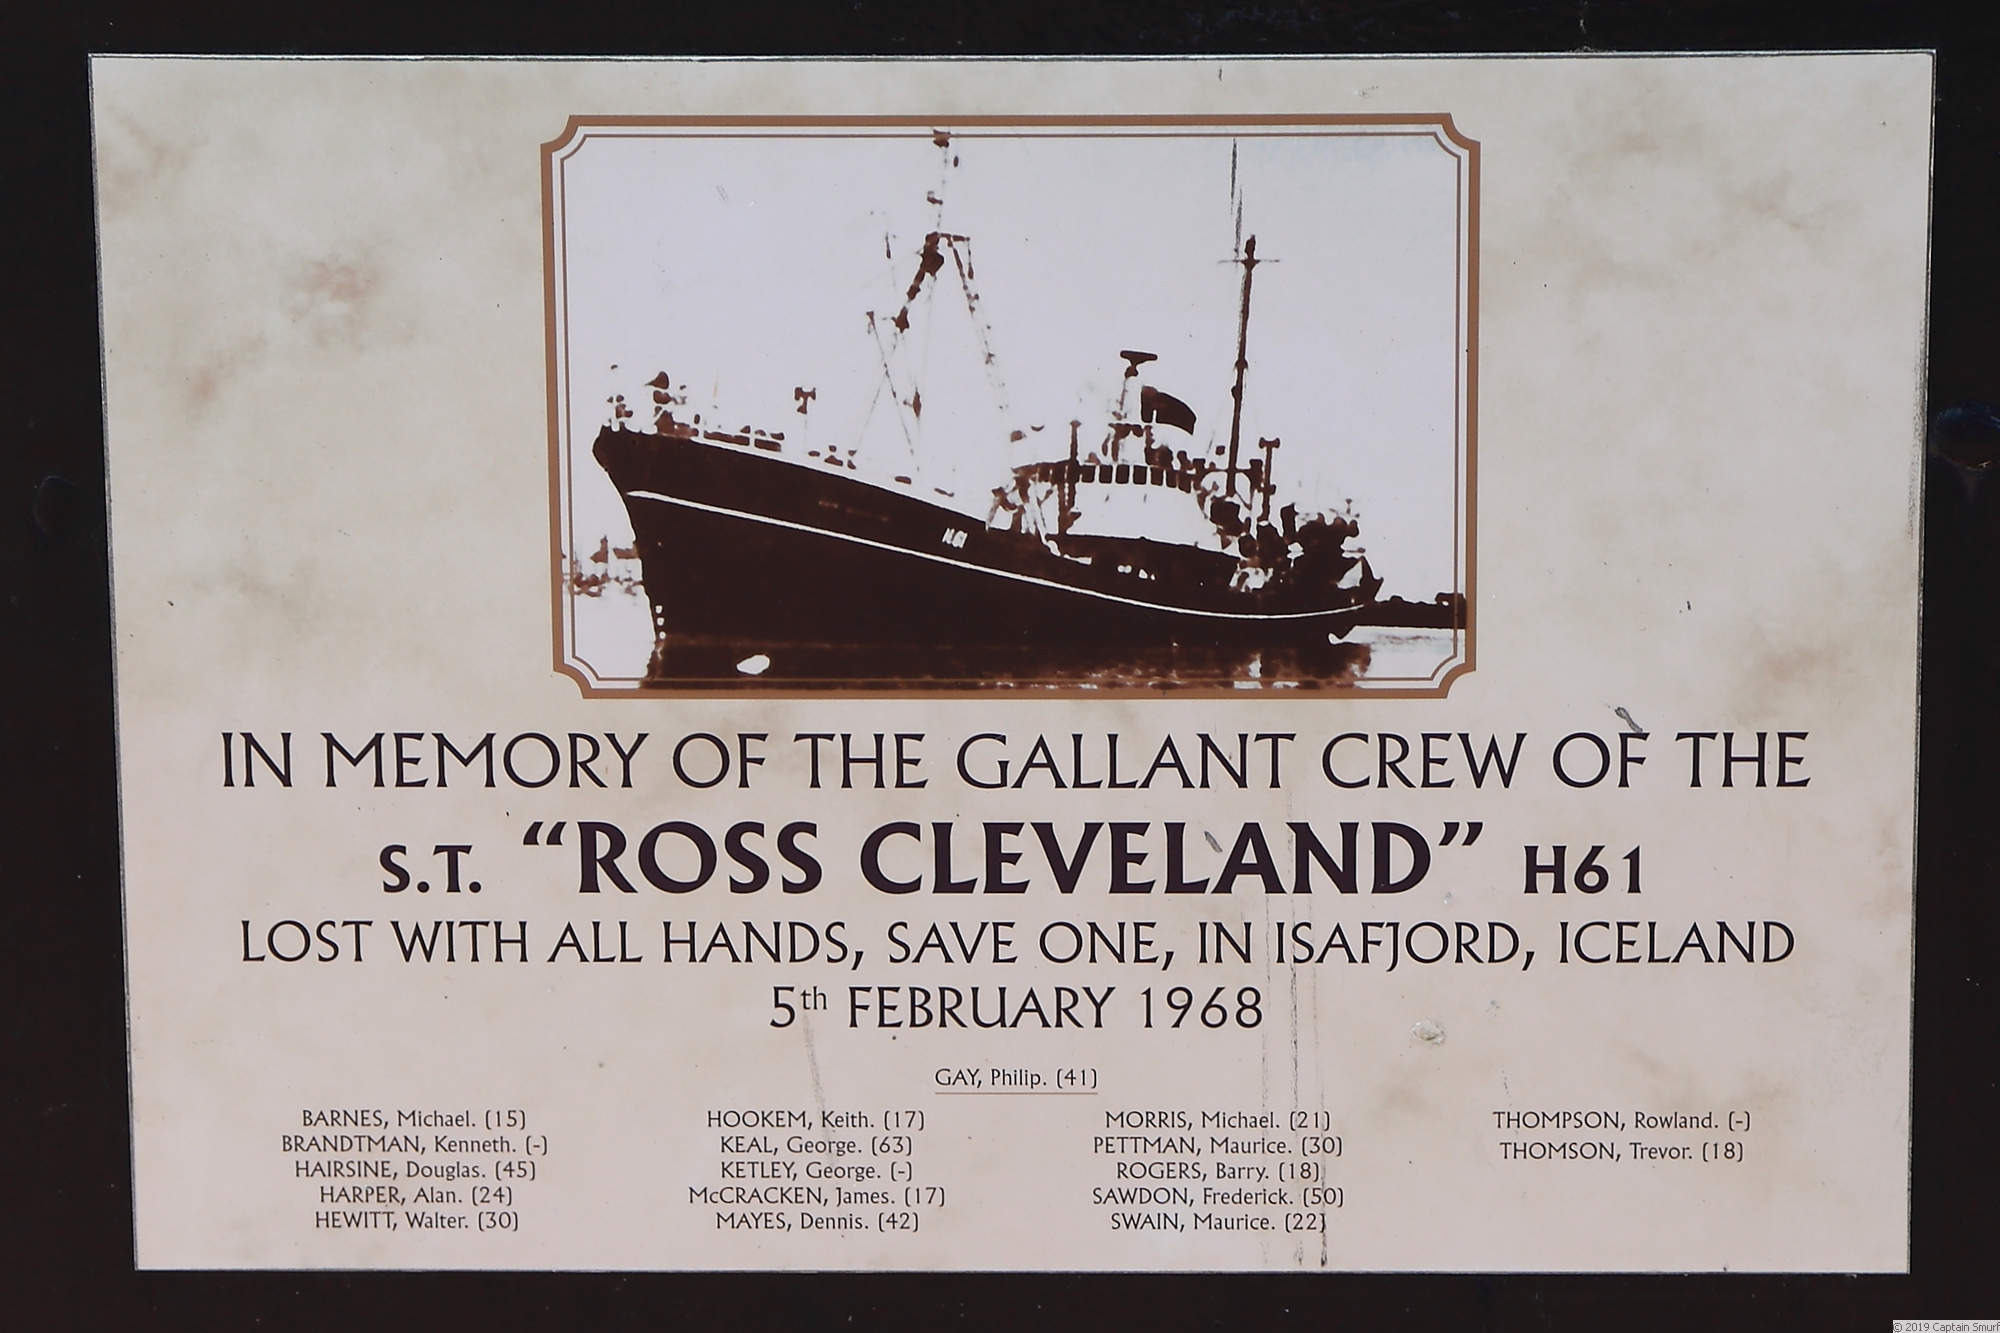 H61
IN MEMORY OF THE GALLANT CREW OF THE
S.T. “ROSS CLEVELAND” H61
LOST WITH ALL HANDS, SAVE ONE, IN ISAFJORD, ICELAND
5th FEBRUARY 1968
GAY, Philip. (41)
BARNES, Michael. (15)
BRANDTMAN, Kenneth. (-)
HAIRSINE, Douglas. (45)
HARPER, Alan. (24)
HEWITT, Walter. (30)
HOOKEM, Keith. (17)
KEAL, George. (63)
KETLEY, George. (-)
McCRACKEN, James. (17)
MAYES, Dennis. (42)
MORRIS, Michael. (21)
PETTMAN, Maurice. (30)
ROGERS, Barry. (18)
SAWDON, Frederick. (50)
SWAIN, Maurice. (22)
THOMPSON, Rowland. (-)
THOMSON, Trevor. (18)
© 2019 Captain Smurf